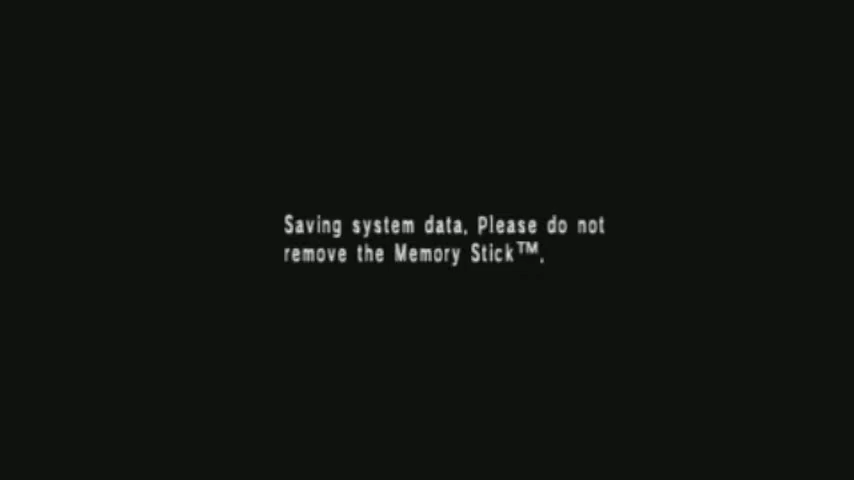 Saving system data. Please do not
remove the Memory Stick™.